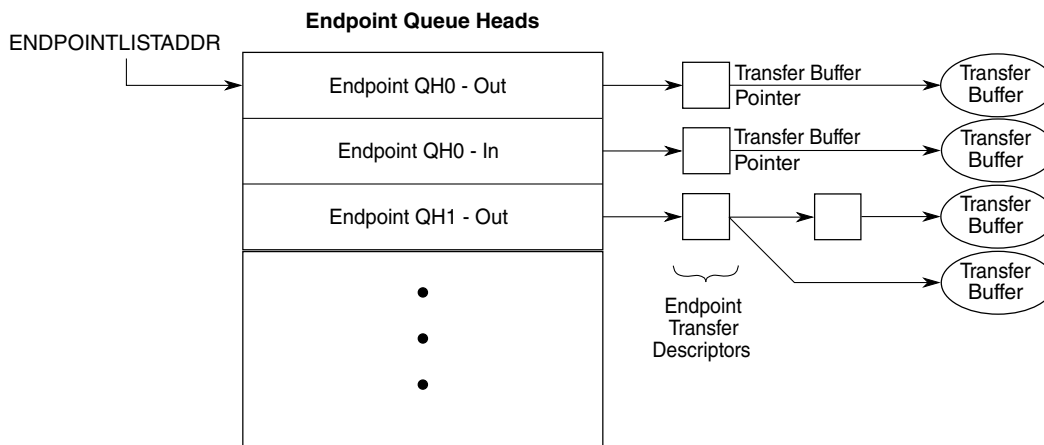 Endpoint Queue Heads
ENDPOINTLISTADDR
Endpoint QH0 - Out
Transfer Buffer
Pointer
Transfer
Buffer
Endpoint QH0 - In
Transfer Buffer
Pointer
Transfer
Buffer
Endpoint QH1 - Out
Transfer
Buffer
Transfer
Buffer
Endpoint
Transfer
Descriptors